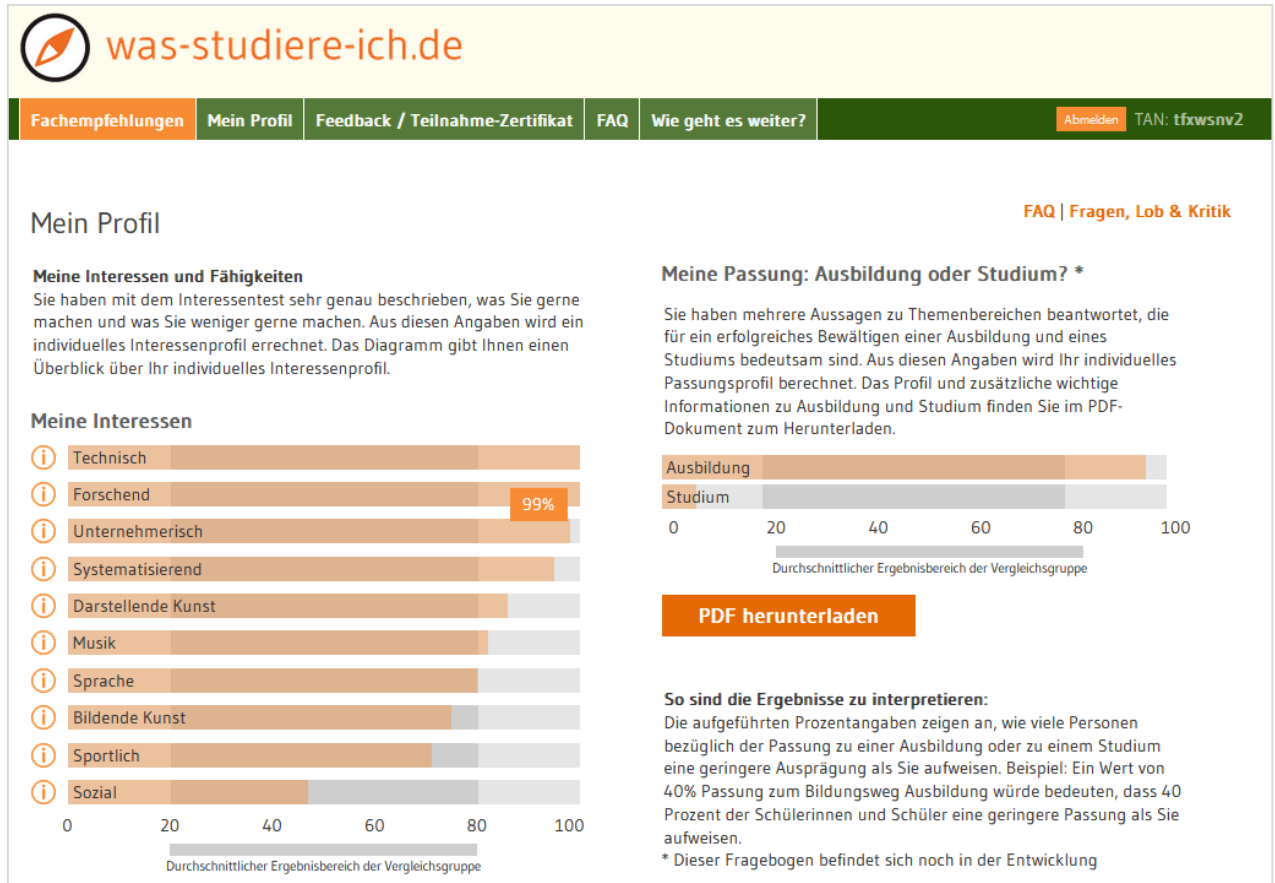 was-studiere-ich.de
Fachempfehlungen
Mein Profil
Feedback / Teilnahme-Zertifikat
FAQ
Wie geht es weiter?
Abmelden
TAN: tfxwsnv2
FAQ | Fragen, Lob & Kritik
Mein Profil
Meine Interessen und Fähigkeiten
Sie haben mit dem Interessentest sehr genau beschrieben, was Sie gerne
machen und was Sie weniger gerne machen. Aus diesen Angaben wird ein
individuelles Interessenprofil errechnet. Das Diagramm gibt Ihnen einen
Überblick über Ihr individuelles Interessenprofil.
Meine Interessen
Technisch
Forschend
99%
Unternehmerisch
Systematisierend
Darstellende Kunst
Musik
Sprache
Bildende Kunst
Sportlich
Sozial
0 20 40 60 80 100
Durchschnittlicher Ergebnisbereich der Vergleichsgruppe
Meine Passung: Ausbildung oder Studium? *
Sie haben mehrere Aussagen zu Themenbereichen beantwortet, die
für ein erfolgreiches Bewältigen einer Ausbildung und eines
Studiums bedeutsam sind. Aus diesen Angaben wird Ihr individuelles
Passungsprofil berechnet. Das Profil und zusätzliche wichtige
Informationen zu Ausbildung und Studium finden Sie im PDF-
Dokument zum Herunterladen.
Ausbildung
Studium
0 20 40 60 80 100
Durchschnittlicher Ergebnisbereich der Vergleichsgruppe
PDF herunterladen
So sind die Ergebnisse zu interpretieren:
Die aufgeführten Prozentangaben zeigen an, wie viele Personen
bezüglich der Passung zu einer Ausbildung oder zu einem Studium
eine geringere Ausprägung als Sie aufweisen. Beispiel: Ein Wert von
40% Passung zum Bildungsweg Ausbildung würde bedeuten, dass 40
Prozent der Schülerinnen und Schüler eine geringere Passung als Sie
aufweisen.
* Dieser Fragebogen befindet sich noch in der Entwicklung